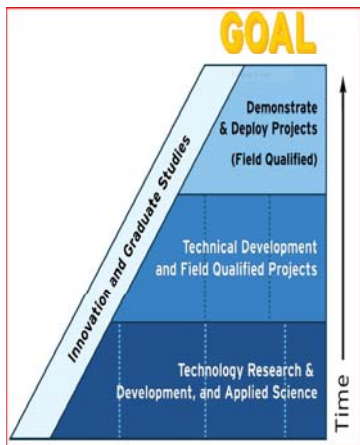 GOAL
Demonstrate
& Deploy Projects
(Field Qualified)
Innovation and Graduate Studies
Technical Development
and Field Qualified Projects
Technology Research &
Development, and Applied Science
Time